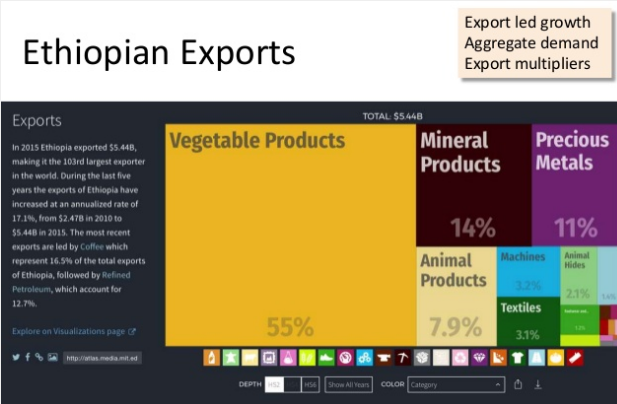 Ethiopian Exports
Export led growth
Aggregate demand
Export multipliers
Exports
In 2015 Ethiopia exported $5.44B,
making it the 103rd largest exporter
in the world. During the last five
years the exports of Ethiopia have
increased at an annualized rate of
17.1%, from $2.47B in 2010 to
$5.44B in 2015. The most recent
exports are led by Coffee which
represent 16.5% of the total exports
of Ethiopia, followed by Refined
Petroleum, which account for
12.7%.
Explore on Visualizations page
http://atlas.media.mit.ed
TOTAL: $5.44B
Vegetable Products
55%
Mineral
Products
14%
Precious
Metals
11%
Animal
Products
7.9%
Machines
3.2%
Textiles
3.1%
Animal
Hides
2.1%
DEPTH
HS2
HS6
Show All Years
COLOR
Category